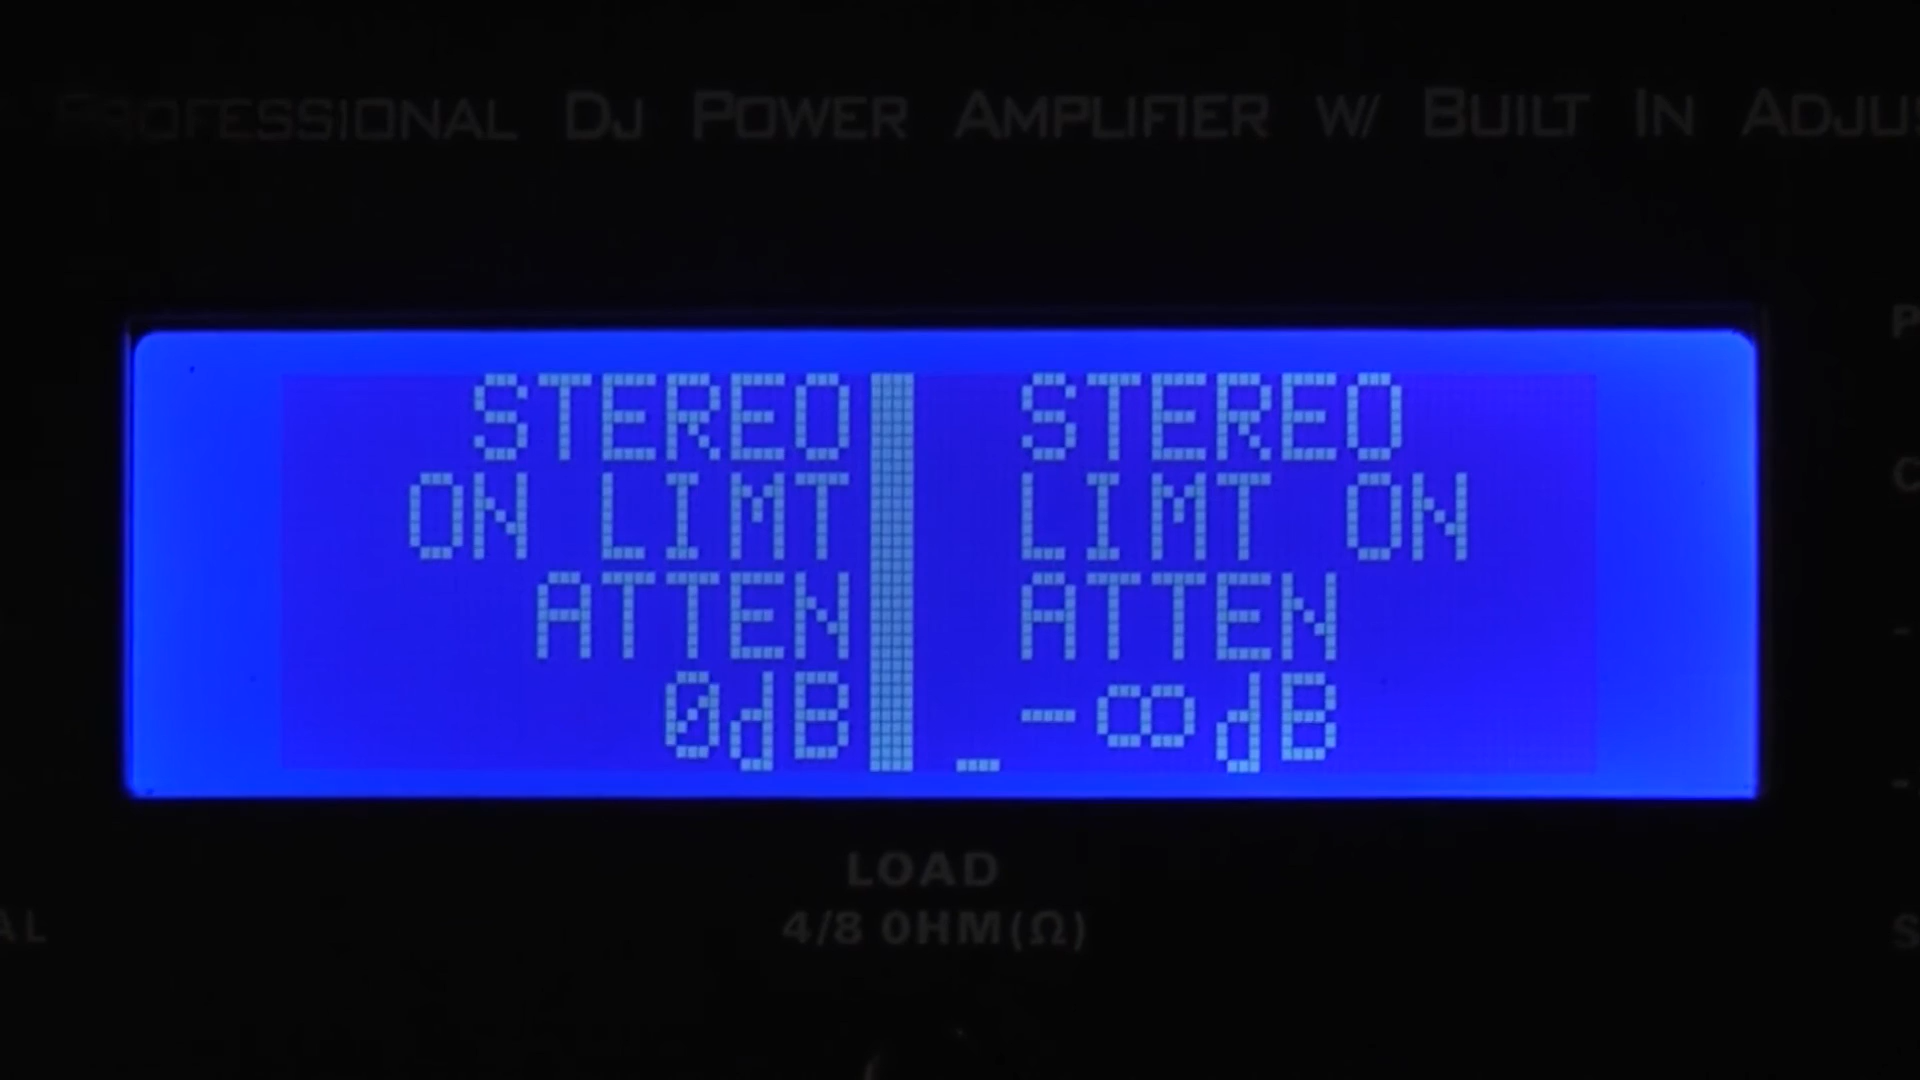 PROFESSIONAL DJ POWER AMPLIFIER W/ BUILT IN ADJUS
STEREO STEREO
ON LIMT LIMT ON
ATTEN ATTEN
0dB _-∞dB
LOAD
4/8 OHM(Ω)
AL
P
C
-
-
S